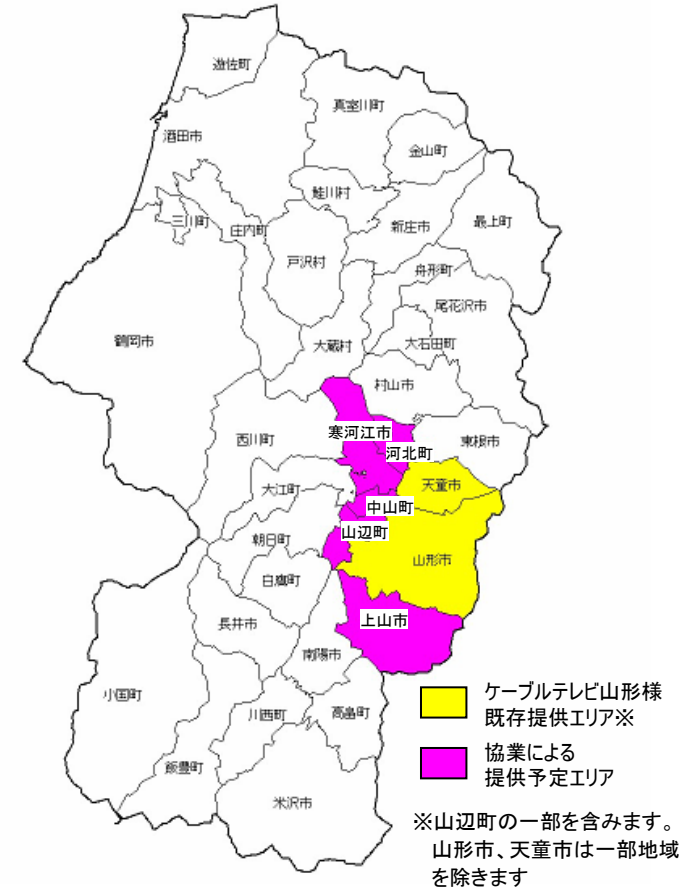 遊佐町
真室川町
酒田市
金山町
鮭川村
三川町
庄内町
新庄市
最上町
戸沢村
舟形町
尾花沢市
鶴岡市
大蔵村
大石田町
村山市
寒河江市
西川町
河北町
東根市
大江町
天童市
中山町
朝日町
山辺町
山形市
白鷹町
長井市
上山市
南陽市
小国町
川西町
高畠町
飯豊町
米沢市
ケーブルテレビ山形様
既存提供エリア※
協業による
提供予定エリア
※山辺町の一部を含みます。
山形市、天童市は一部地域
を除きます